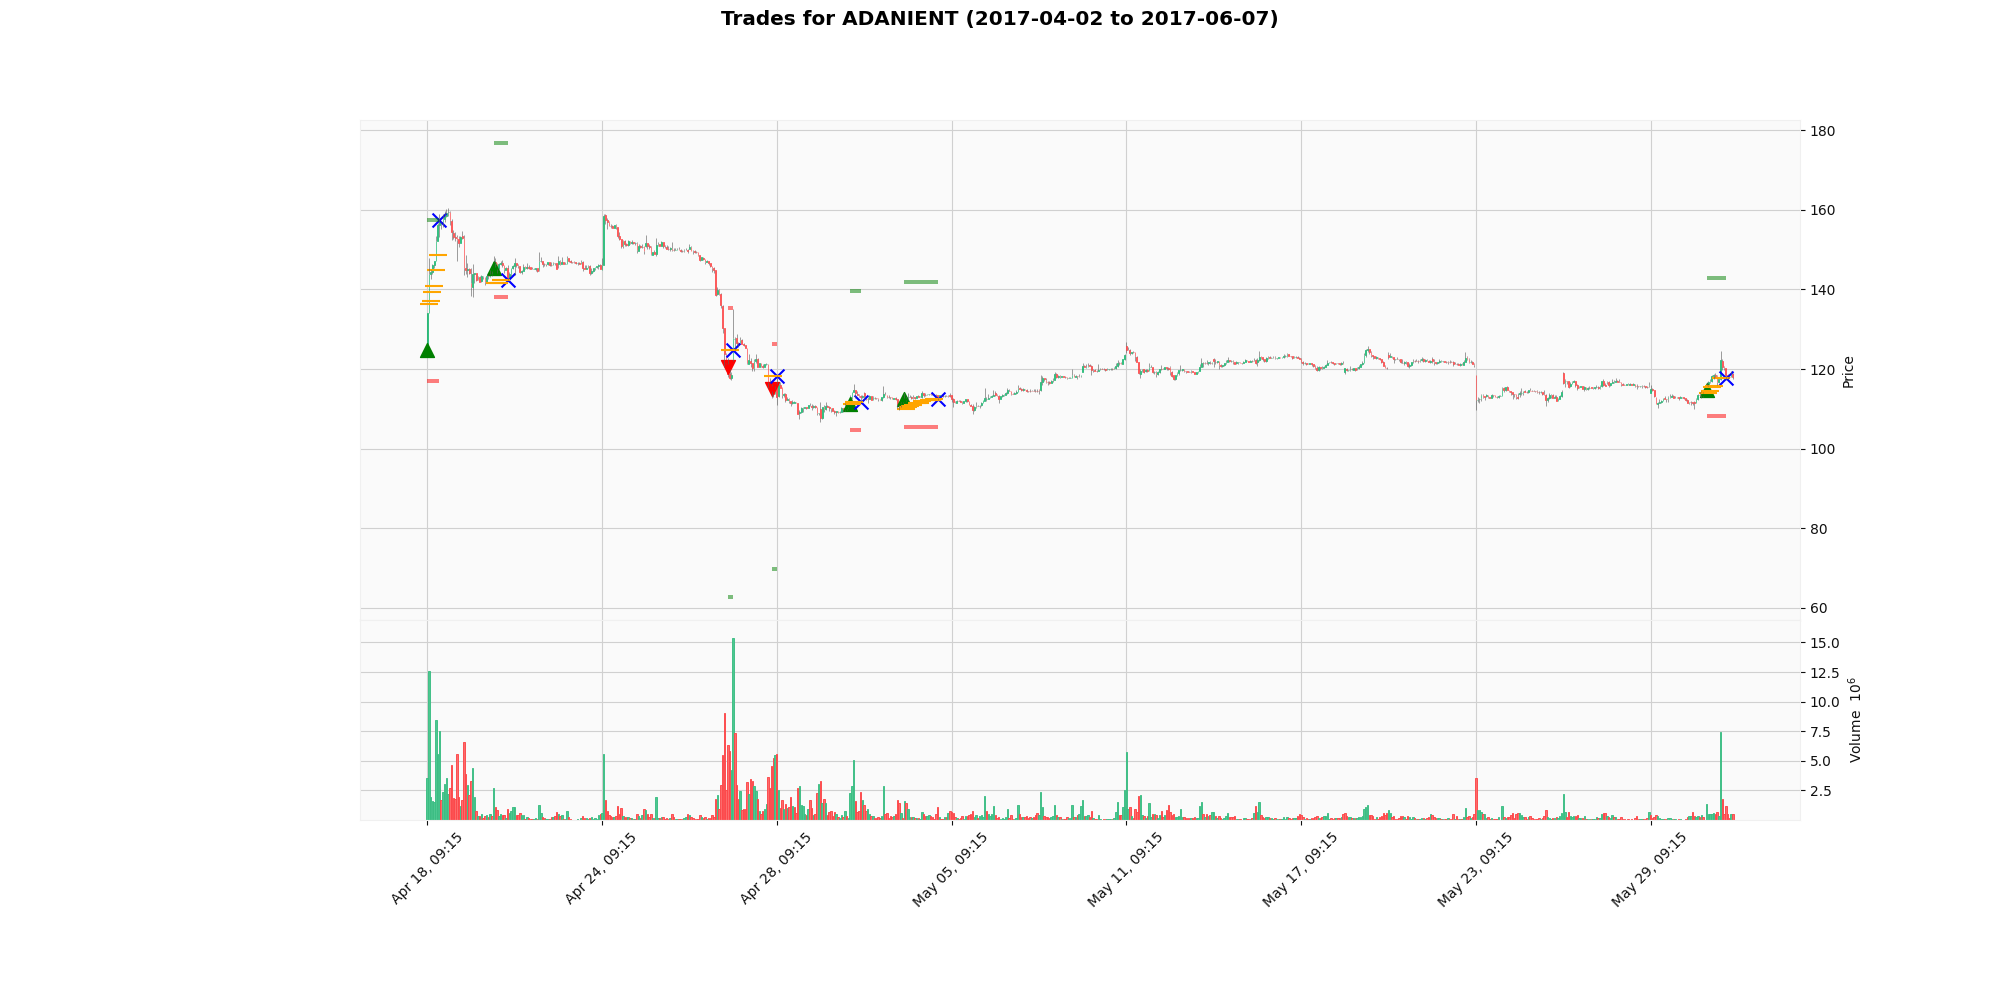 Trades for ADANIENT (2017-04-02 to 2017-06-07)
180
160
140
120
100
80
60
Price
15.0
12.5
10.0
7.5
5.0
2.5
Volume 10⁶
Apr 18, 09:15
Apr 24, 09:15
Apr 28, 09:15
May 05, 09:15
May 11, 09:15
May 17, 09:15
May 23, 09:15
May 29, 09:15